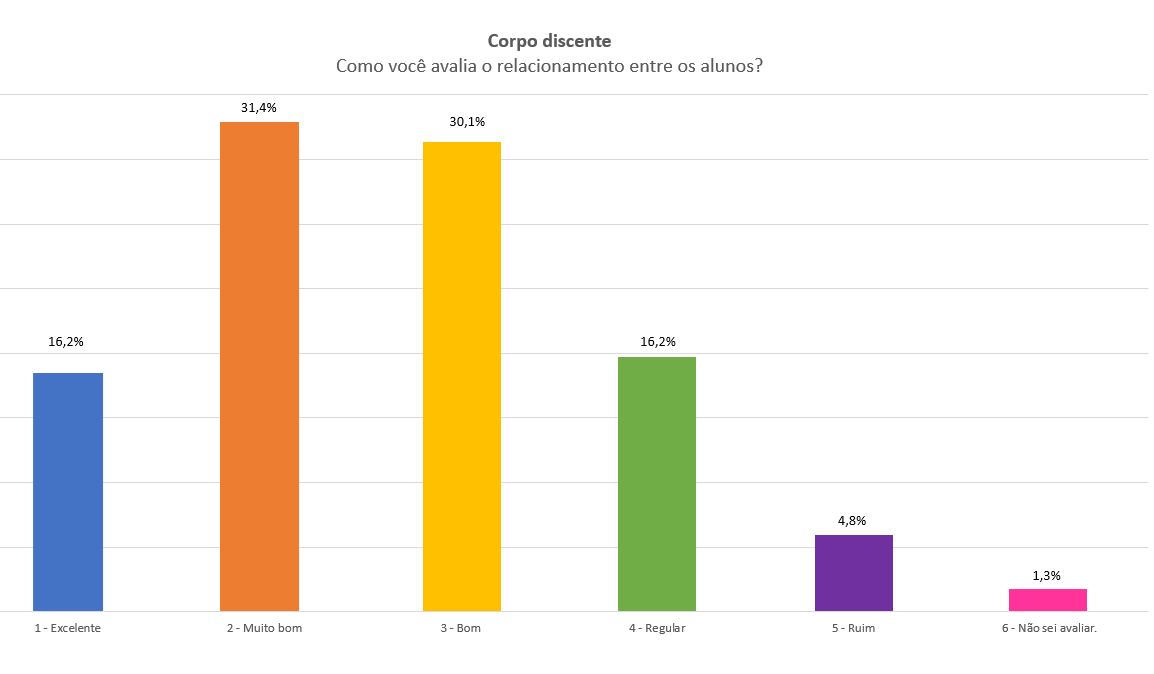 Corpo discente
Como você avalia o relacionamento entre os alunos?
31,4%
30,1%
16,2%
16,2%
4,8%
1,3%
1 - Excelente
2 - Muito bom
3 - Bom
4 - Regular
5 - Ruim
6 - Não sei avaliar.